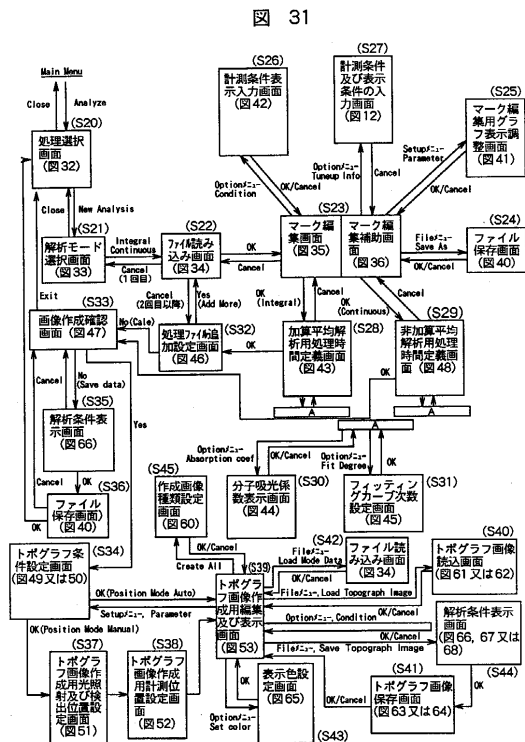 図 31
Main Menu
Close
Analyze
(S20)
処理選択
画面
(図32)
Close
New Analysis
(S21)
解析モード
選択画面
(図33)
Integral
Continuous
Cancel
(1回目)
(S22)
ファイル読み
込み画面
(図34)
OK
Cancel
(S26)
計測条件表
示入力画面
(図42)
Optionメニュー
Condition
OK/Cancel
(S27)
計測条件
及び表示
条件の入
力画面
(図12)
Optionメニュー
Tuneup Info
Cancel
(S25)
マーク編
集用グラ
フ表示調
整画面
(図41)
Setupメニュー
Parameter
OK/Cancel
(S23)
マーク編
集画面
(図35)
マーク編
集補助画面
(図36)
Fileメニュー
Save As
OK/Cancel
(S24)
ファイル
保存画面
(図40)
Exit
(S33)
画像作成確認
画面
(図47)
Cancel
(2回目以降)
Yes
(Add More)
No(Cale)
(S32)
処理ファイル追
加設定画面
(図46)
OK
OK
(Integral)
Cancel
(S28)
加算平均解
析用処理時
間定義画面
(図43)
OK
(Continuous)
Cancel
(S29)
非加算平均
解析用処理
時間定義画
面
(図48)
A
A
OK
Cancel
No
(Save data)
(S35)
解析条件表
示画面
(図66)
Yes
Cancel
OK
(S36)
ファイル
保存画面
(図40)
OK
Optionメニュー
Absorption coef
OK/Cancel
(S30)
分子吸光係
数表示画面
(図44)
Optionメニュー
Fit Degree
OK
(S31)
フィッティン
グカーブ次数
設定画面
(図45)
(S45)
作成画像
種類設定画
面
(図60)
OK/Cancel
Create All
(S34)
トポグラフ条
件設定画面
(図49又は50)
OK(Position Mode Auto)
Setupメニュー, Parameter
OK(Position Mode Manual)
(S39)
トポグラ
フ画像作
成用編集
及び表示
画面
(図53)
(S42)
Fileメニュー
Load Mode Data
ファイル読
み込み画面
(図34)
OK/Cancel
(S40)
トポグラフ画像
読込画面
(図61又は62)
Fileメニュー, Load Topograph Image
OK/Cancel
Optionメニュー, Condition
OK/Cancel
解析条件表示
画面
(図66, 67又は
68)
(S44)
OK
Fileメニュー, Save Topograph Image
(S41)
トポグラフ画像
保存画面
(図63又は64)
OK/Cancel
(S37)
トポグラ
フ画像作
成用光照
射及び検
出位置設
定画面
(図51)
(S38)
トポグラフ
画像作成用
計測位置設
定画面
(図52)
OK
Optionメニュー
Set color
表示色設
定画面
(図65)
(S43)